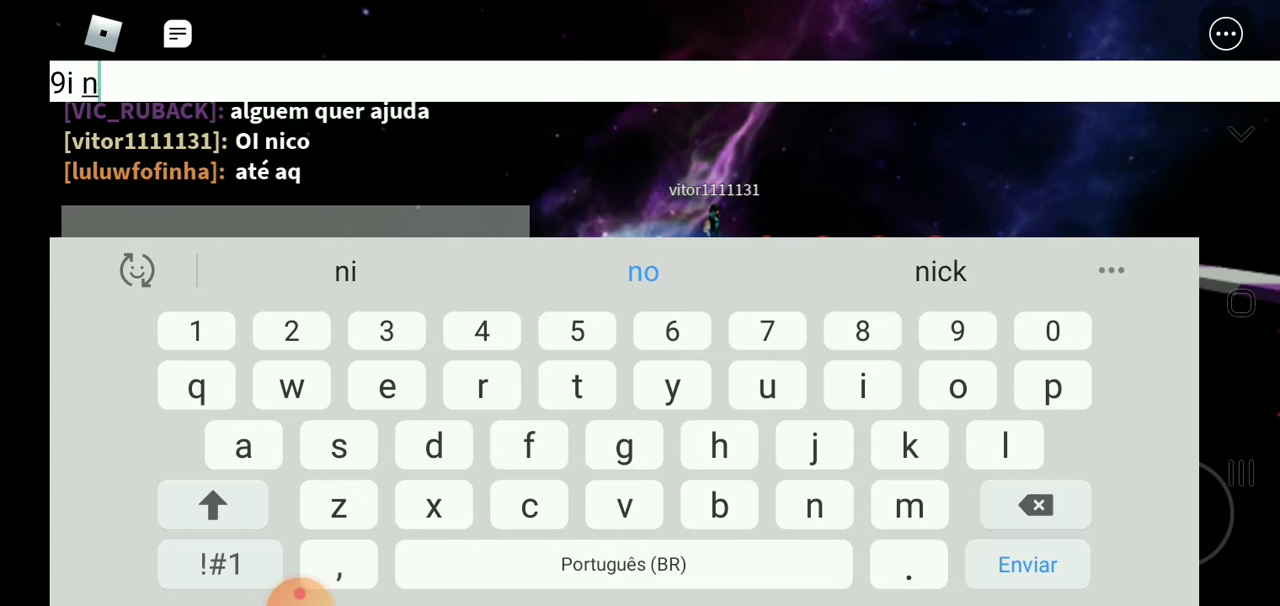 9i n
[VIC_RUBACK]: alguem quer ajuda
[vitor1111131]: OI nico
[luluwfofinha]: até aq
vitor1111131
ni no nick
1 2 3 4 5 6 7 8 9 0
q w e r t y u i o p
a s d f g h j k l
z x c v b n m
!#1 , Português (BR) . Enviar